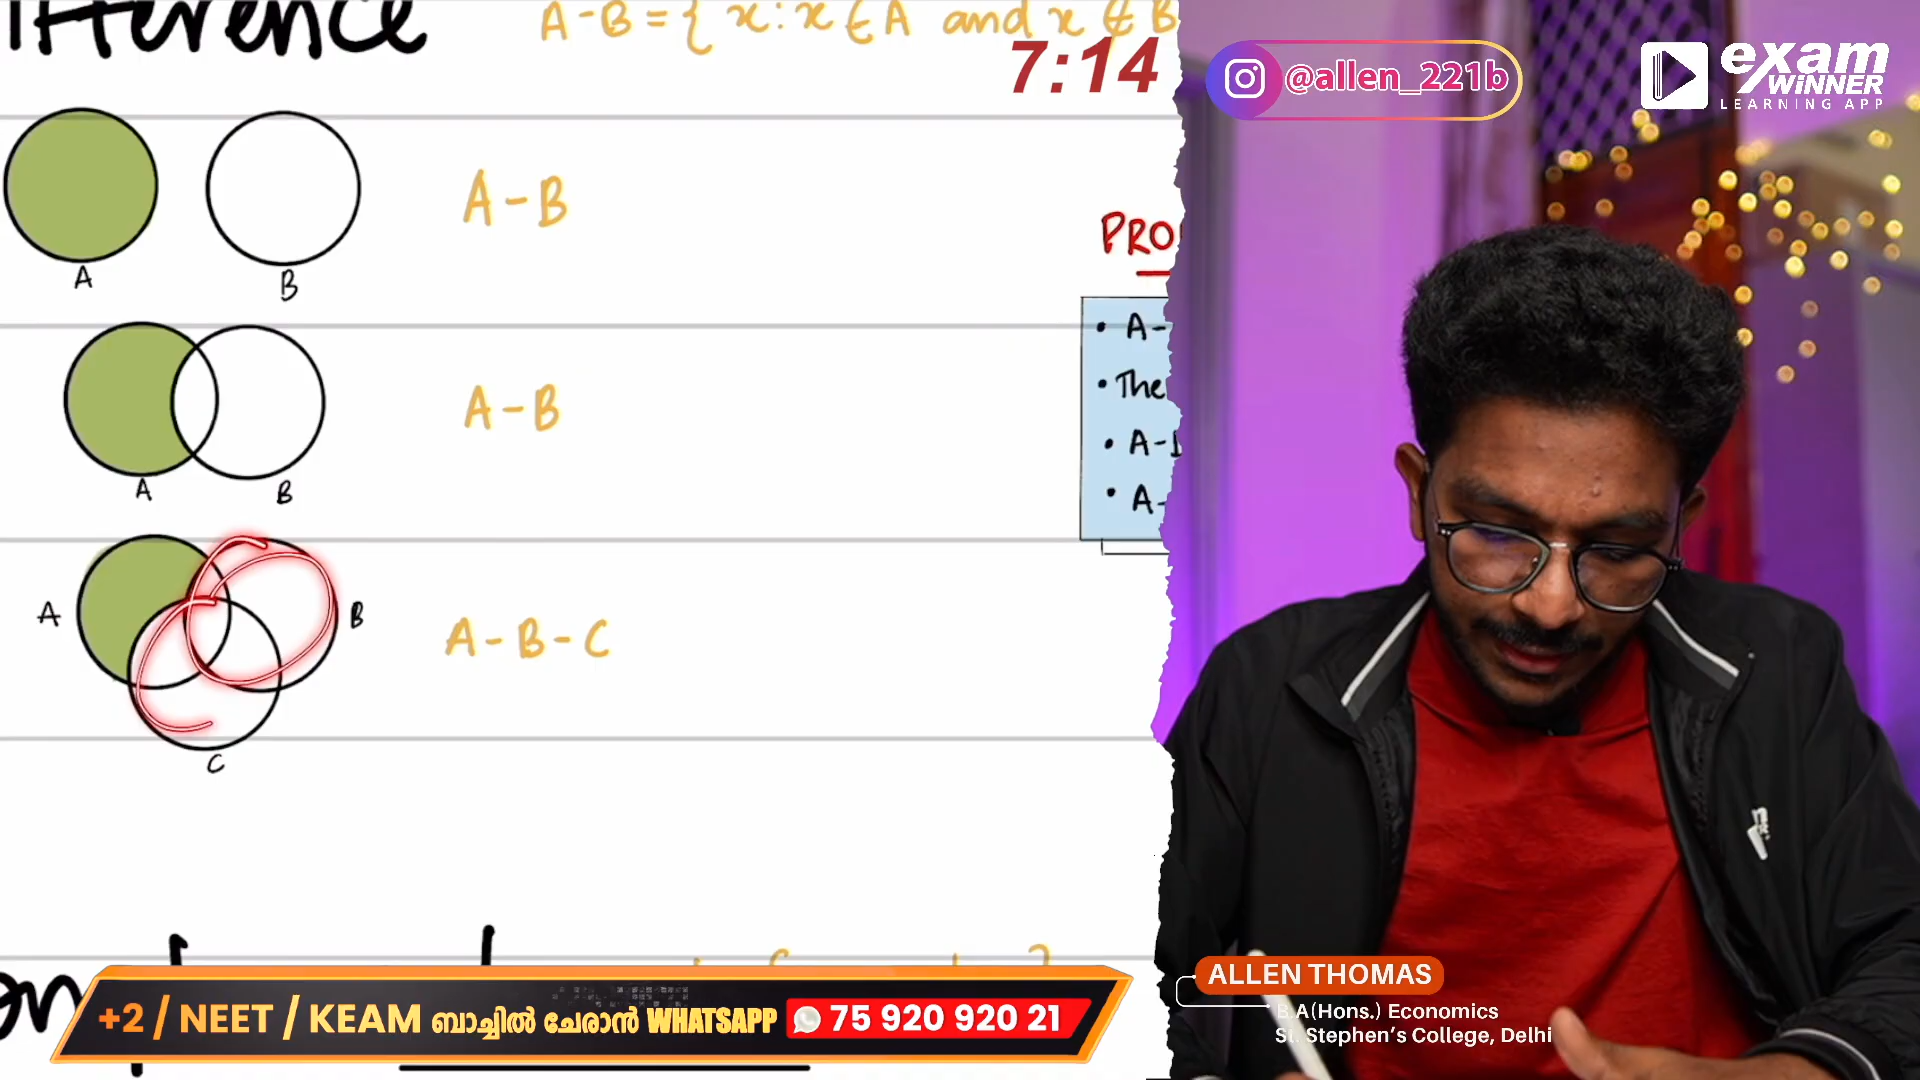 A-B={x:x∈A and x∉B
7:14
@allen_221b
exam
WINNER
LEARNING APP
A-B
A
B
PRO
A-
The
A-B
A
B
A-
A-
A
B
A-B-C
C
+2 / NEET / KEAM ബാച്ചിൽ ചേരാൻ WHATSAPP 75 920 920 21
ALLEN THOMAS
B.A(Hons.) Economics
St. Stephen's College, Delhi